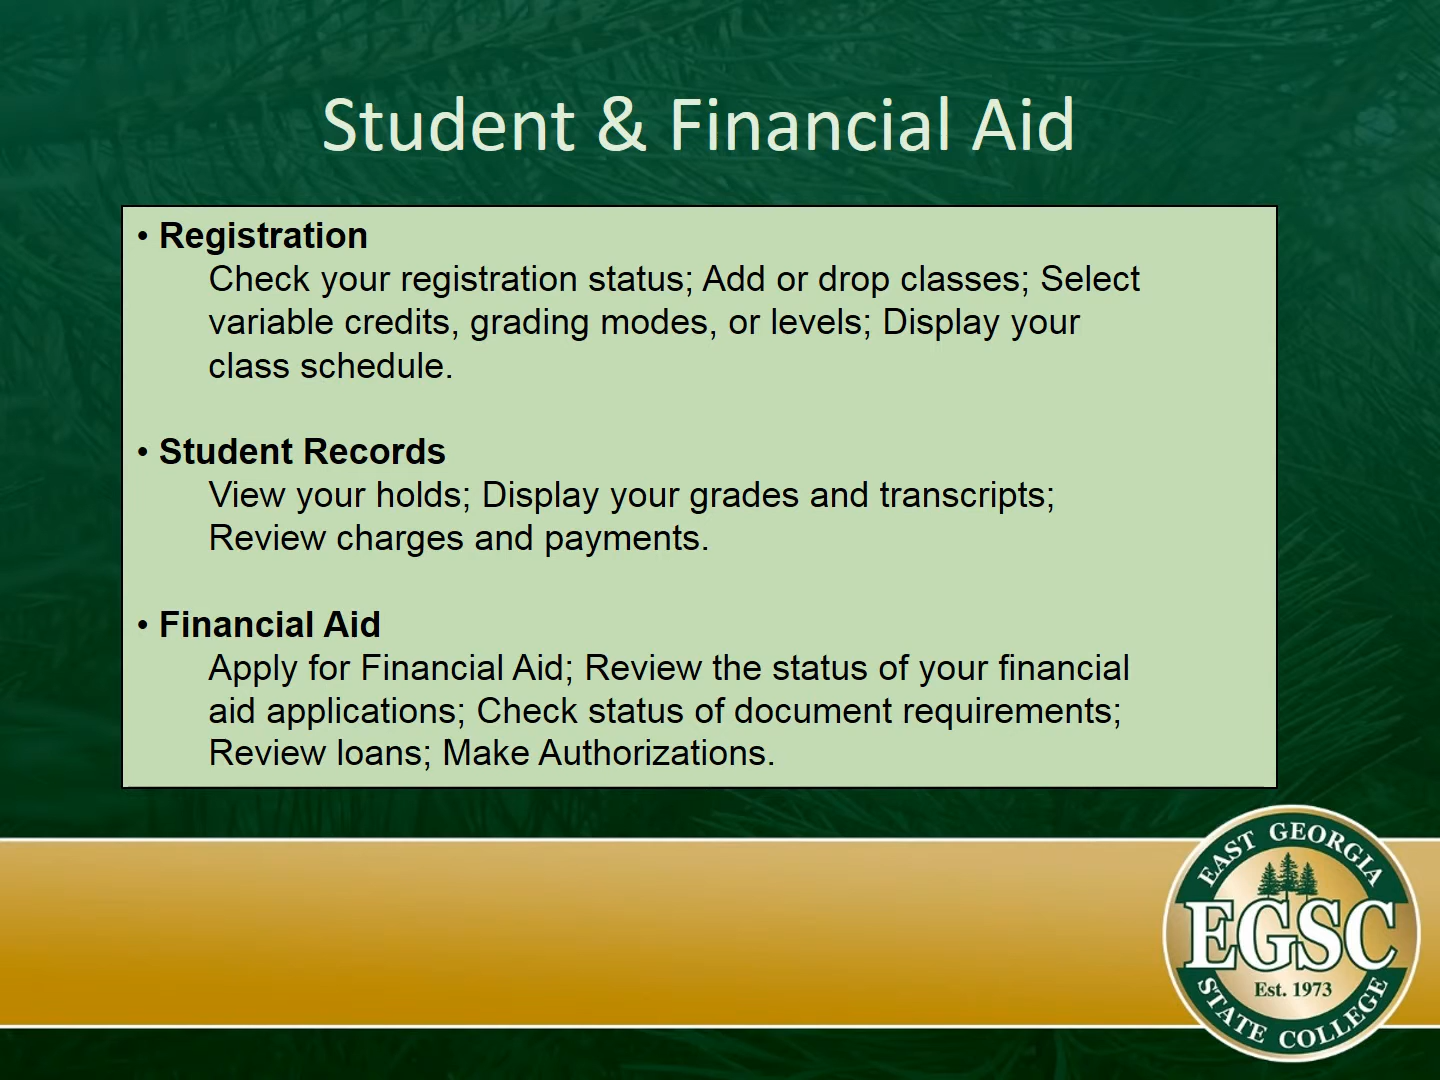 Student & Financial Aid
• Registration
Check your registration status; Add or drop classes; Select
variable credits, grading modes, or levels; Display your
class schedule.
• Student Records
View your holds; Display your grades and transcripts;
Review charges and payments.
• Financial Aid
Apply for Financial Aid; Review the status of your financial
aid applications; Check status of document requirements;
Review loans; Make Authorizations.
EAST GEORGIA
EGSC
Est. 1973
STATE COLLEGE